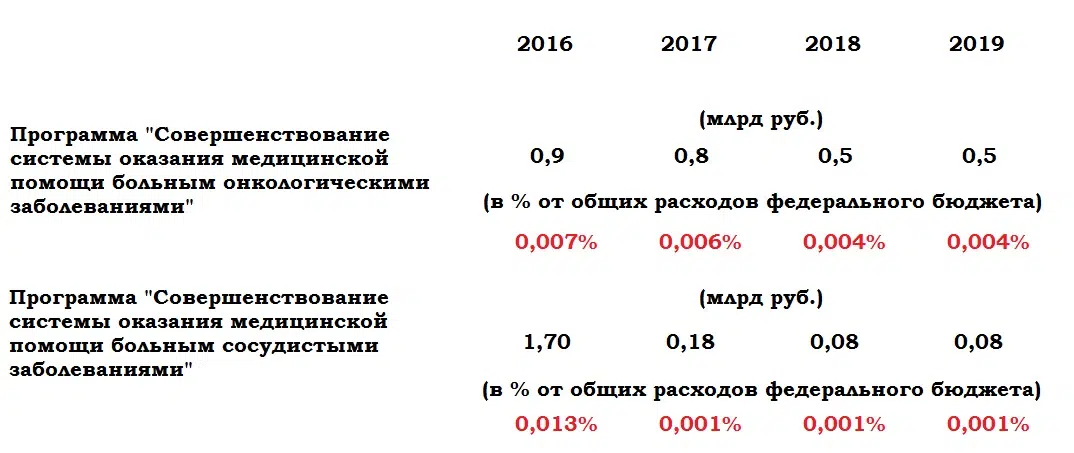 2016 2017 2018 2019
(млрд руб.)
Программа "Совершенствование
системы оказания медицинской
помощи больным онкологическими
заболеваниями"
0,9 0,8 0,5 0,5
(в % от общих расходов федерального бюджета)
0,007% 0,006% 0,004% 0,004%
Программа "Совершенствование
системы оказания медицинской
помощи больным сосудистыми
заболеваниями"
(млрд руб.)
1,70 0,18 0,08 0,08
(в % от общих расходов федерального бюджета)
0,013% 0,001% 0,001% 0,001%